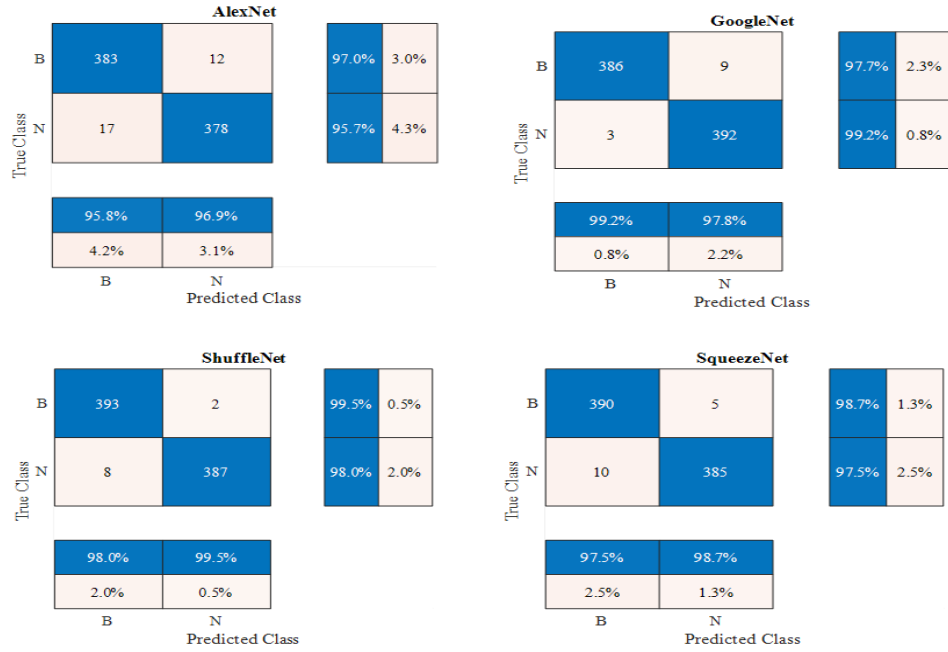 AlexNet
B 383 12 97.0% 3.0%
N 17 378 95.7% 4.3%
True Class
95.8% 96.9%
4.2% 3.1%
B N
Predicted Class
GoogleNet
B 386 9 97.7% 2.3%
N 3 392 99.2% 0.8%
True Class
99.2% 97.8%
0.8% 2.2%
B N
Predicted Class
ShuffleNet
B 393 2 99.5% 0.5%
N 8 387 98.0% 2.0%
True Class
98.0% 99.5%
2.0% 0.5%
B N
Predicted Class
SqueezeNet
B 390 5 98.7% 1.3%
N 10 385 97.5% 2.5%
True Class
97.5% 98.7%
2.5% 1.3%
B N
Predicted Class